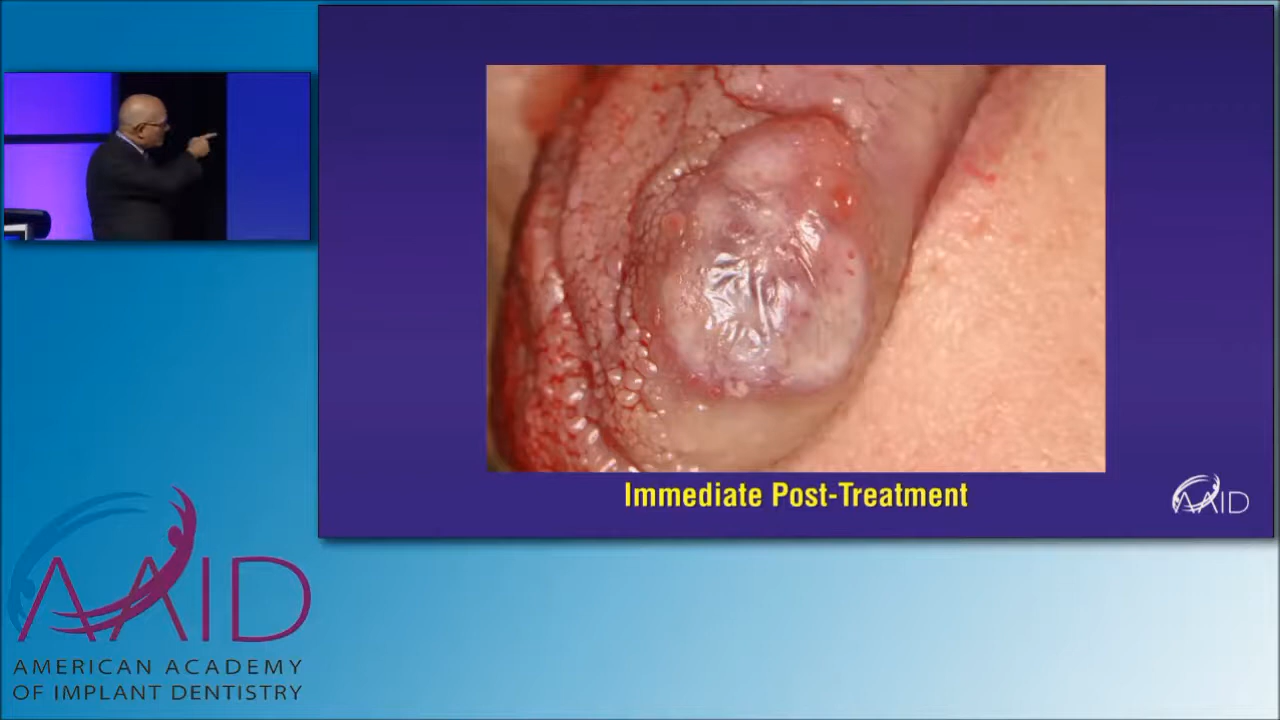 Immediate Post-Treatment
AAID
AAID
AMERICAN ACADEMY
OF IMPLANT DENTISTRY